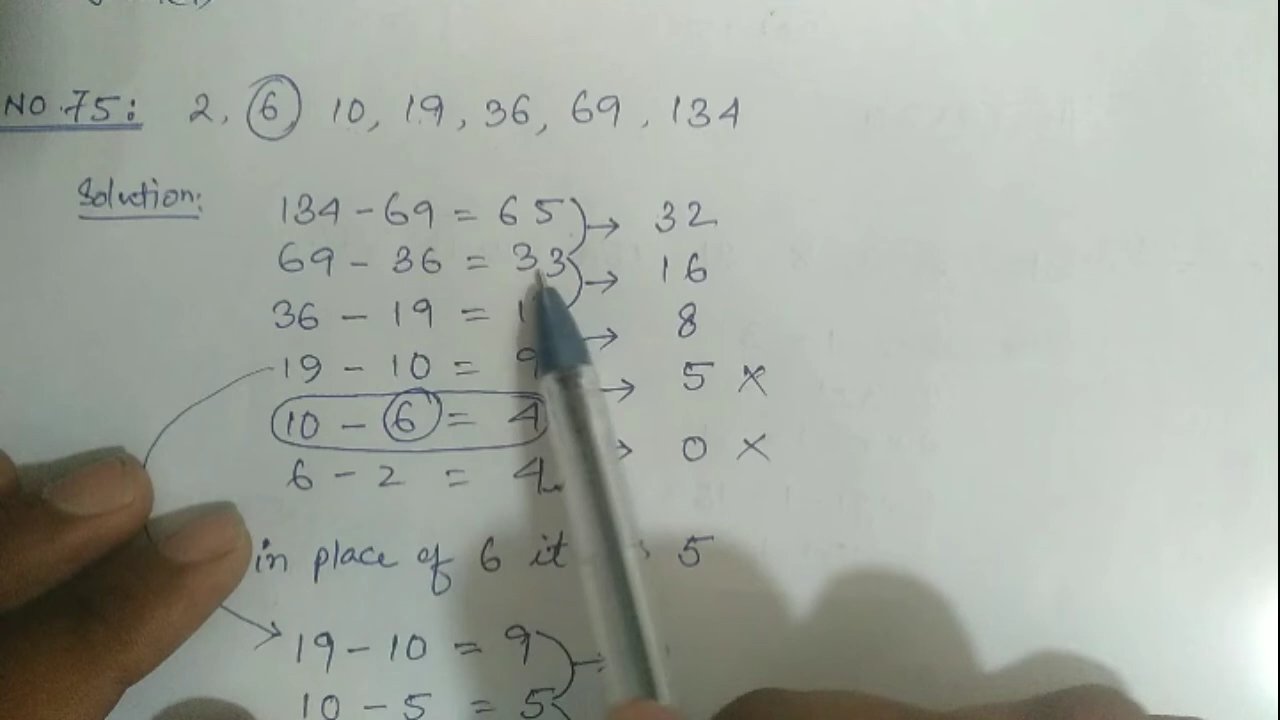 NO.75: 2, 6 10, 19, 36, 69, 134
Solution:
134 - 69 = 65 → 32
69 - 36 = 33 → 16
36 - 19 = 1 → 8
19 - 10 = 9 → 5 ×
10 - 6 = 4 → 0 ×
6 - 2 = 4
in place of 6 it 5
→ 19 - 10 = 9 →
10 - 5 = 5